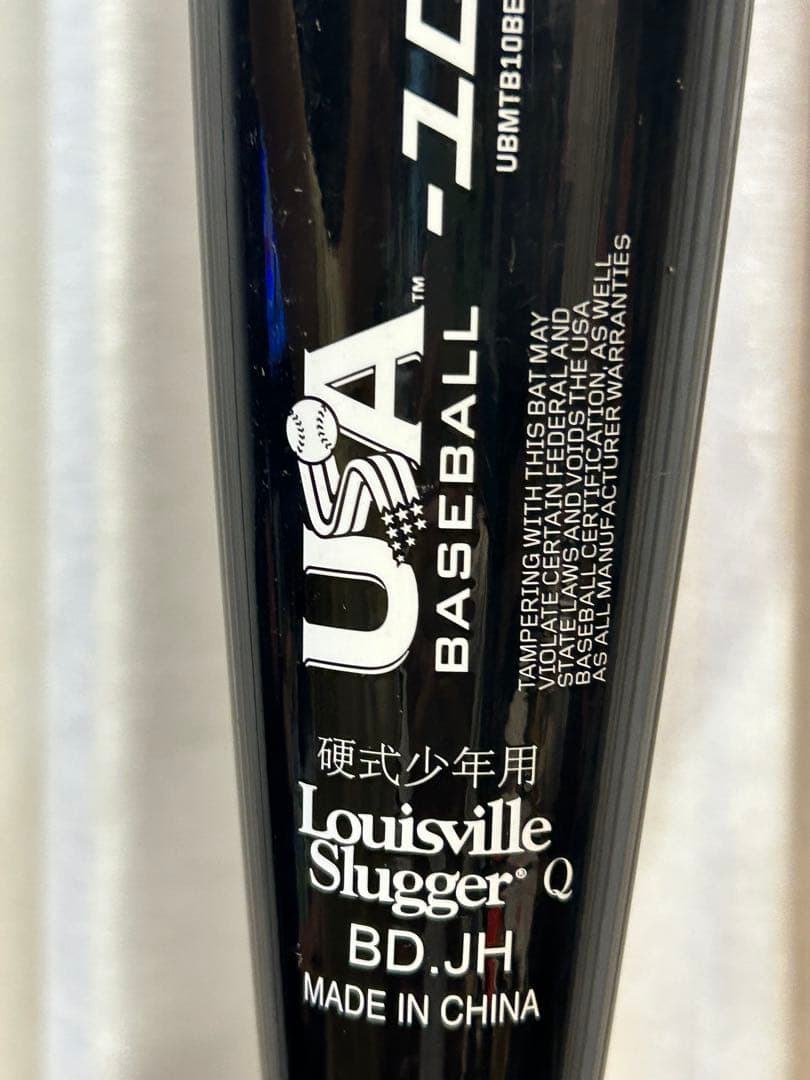 -10
UBMTB10BE
USA™
BASEBALL
TAMPERING WITH THIS BAT MAY
VIOLATE CERTAIN FEDERAL AND
STATE LAWS AND VOIDS THE USA
BASEBALL CERTIFICATION, AS WELL
AS ALL MANUFACTURER WARRANTIES
硬式少年用
Louisville
Slugger® Q
BD.JH
MADE IN CHINA